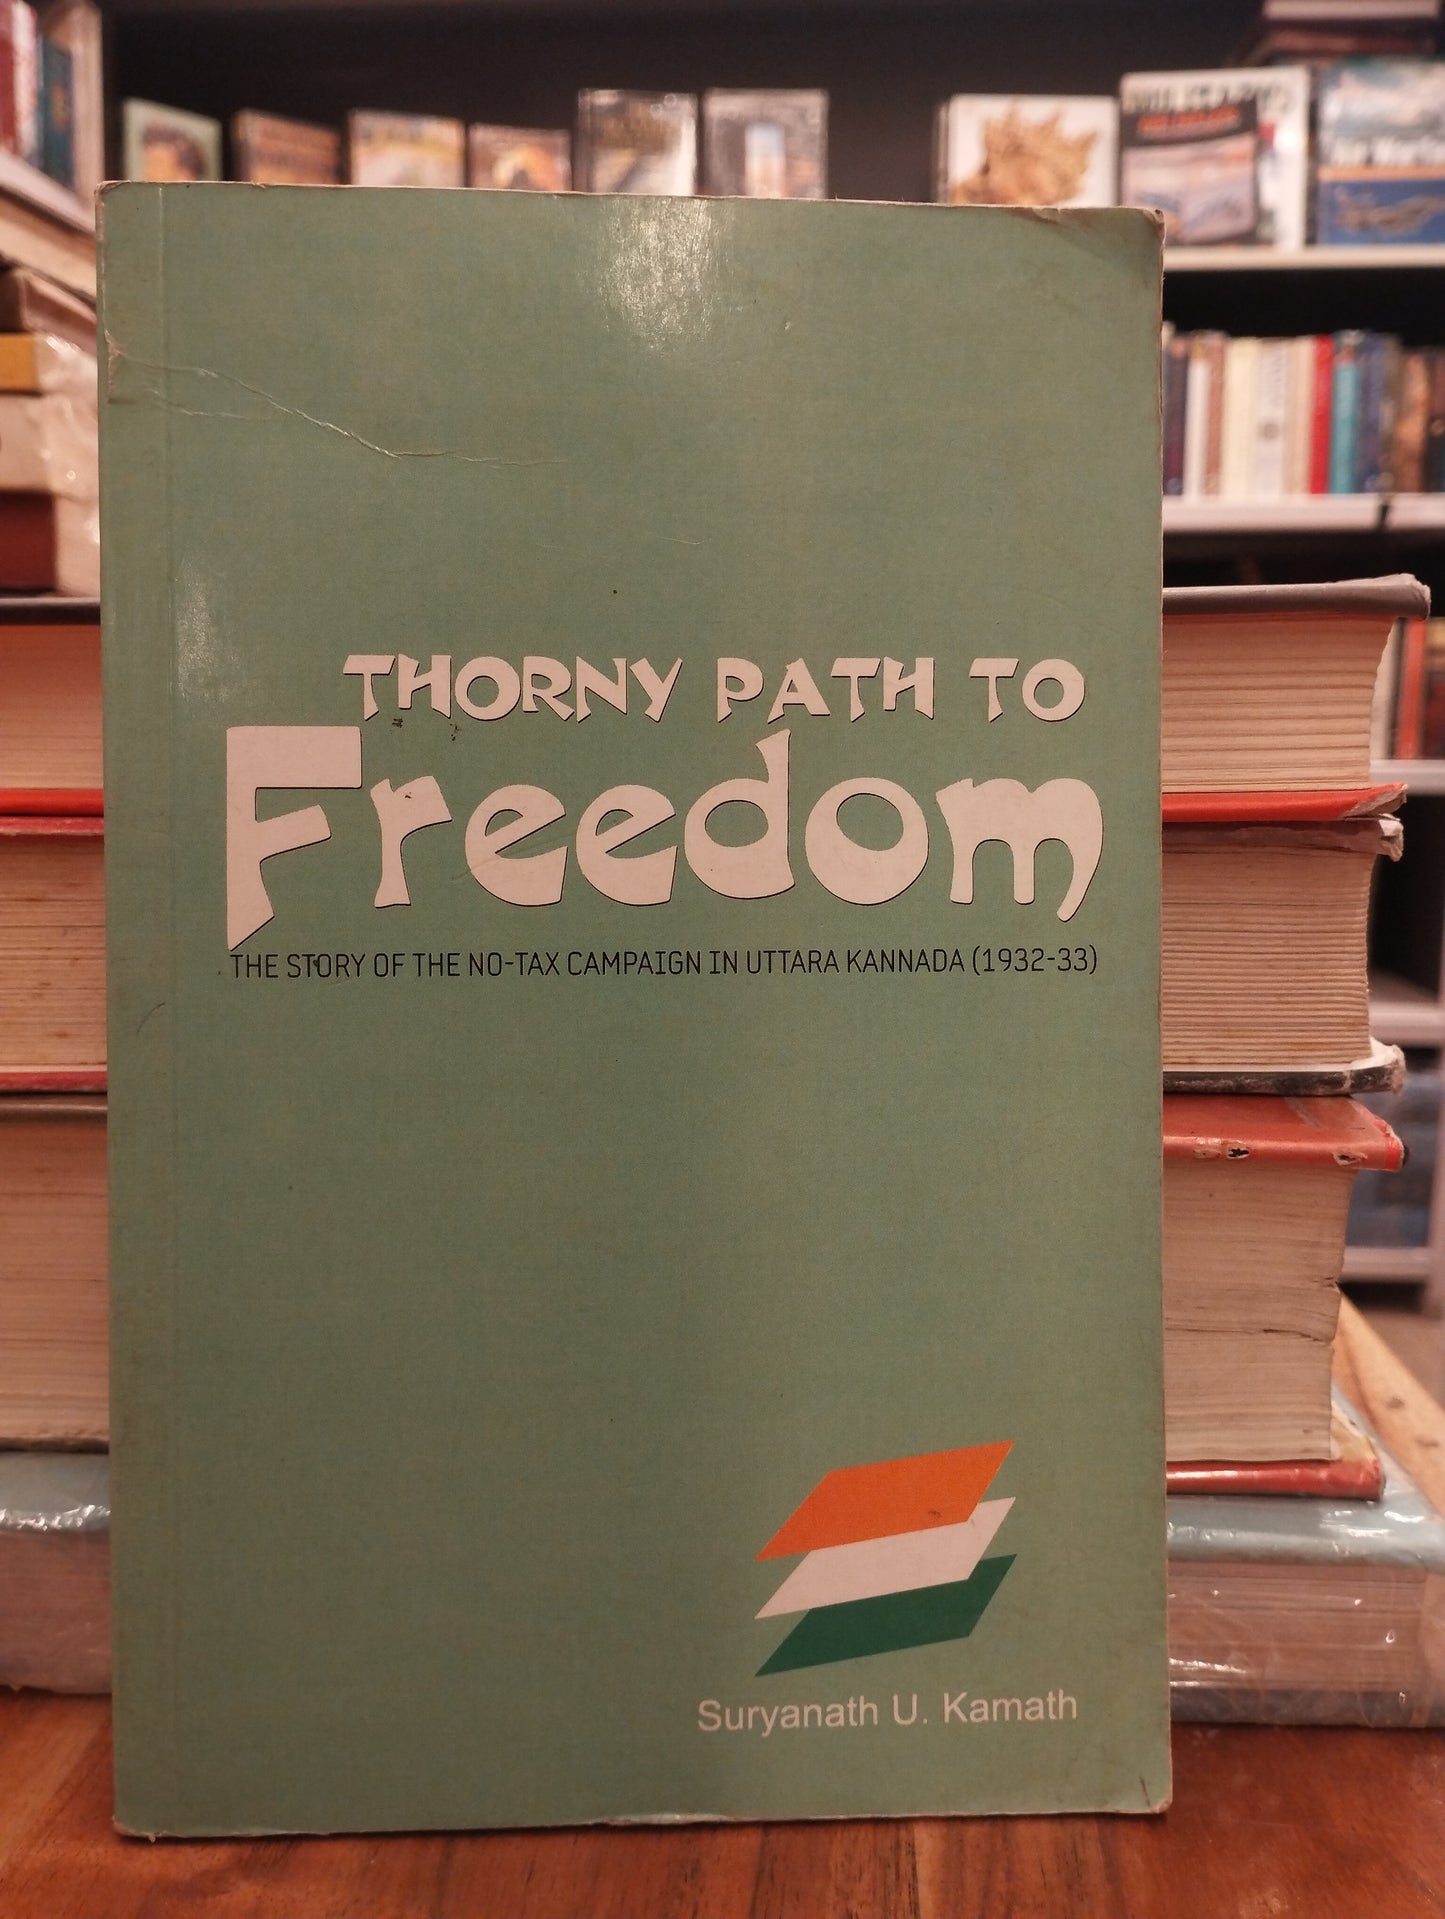 THORNY PATH TO
Freedom
THE STORY OF THE NO-TAX CAMPAIGN IN UTTARA KANNADA (1932-33)
Suryanath U. Kamath